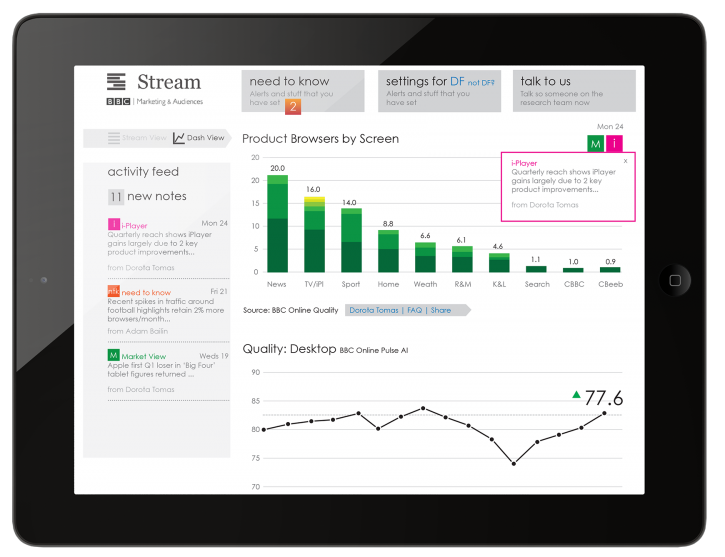 Stream
BBC | Marketing & Audiences
need to know
Alerts and stuff that you
have set
2
settings for DF not DF?
Alerts and stuff that you
have set
talk to us
Talk so someone on the
research team now
Stream View
Dash View
activity feed
11 new notes
i i-Player Mon 24
Quarterly reach shows iPlayer
gains largely due to 2 key
product improvements...
from Dorota Tomas
n2k need to know Fri 21
Recent spikes in traffic around
football highlights retain 2% more
browsers/month...
from Adam Bailin
M Market View Weds 19
Apple first Q1 loser in 'Big Four'
tablet figures returned ...
from Dorota Tomas
Product Browsers by Screen
Mon 24
M i
i-Player x
Quarterly reach shows iPlayer
gains largely due to 2 key
product improvements...
from Dorota Tomas
20
20
15
10
5
0
20.0
16.0
14.0
8.8
6.6
6.1
4.6
1.1
1.0
0.9
News TV/iPl Sport Home Weath R&M K&L Search CBBC CBeeb
Source: BBC Online Quality
Dorota Tomas | FAQ | Share
Quality: Desktop BBC Online Pulse AI
90
85
80
75
70
77.6